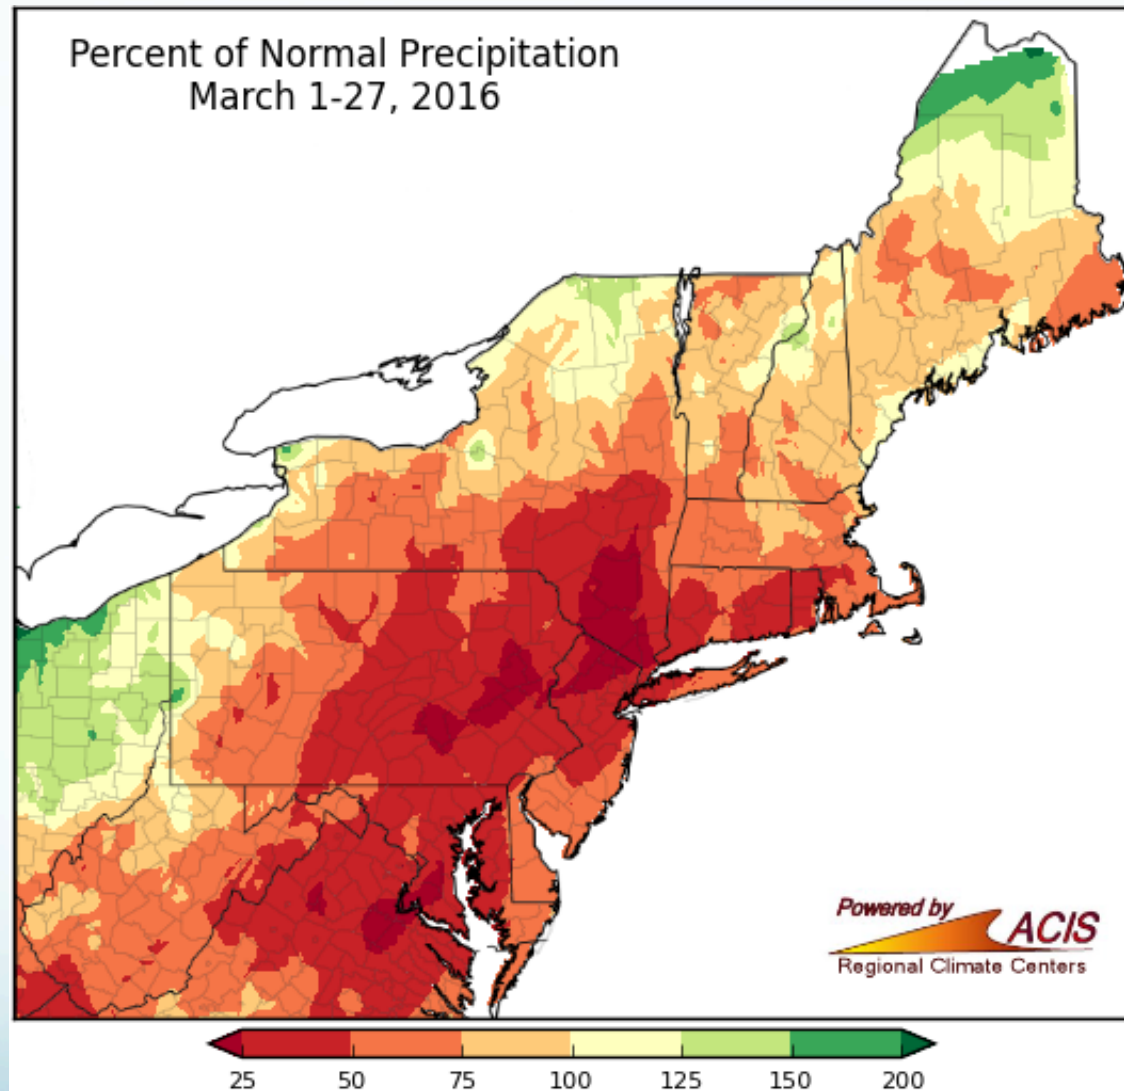 Percent of Normal Precipitation
March 1-27, 2016
Powered by
ACIS
Regional Climate Centers
25 50 75 100 125 150 200